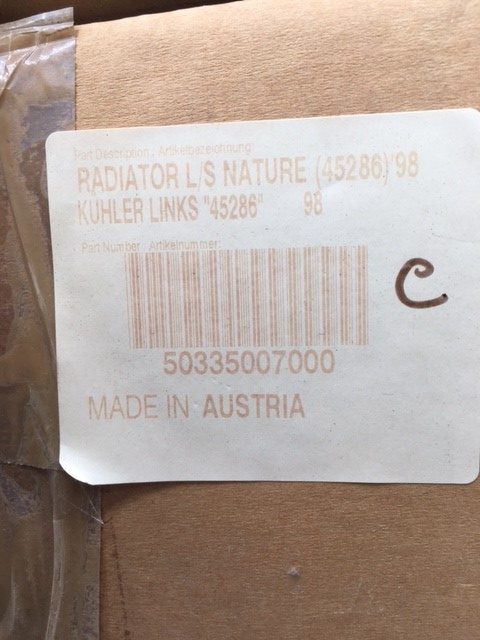 Part Description : Artikelbezeichnung:
RADIATOR L/S NATURE (45286)'98
KUHLER LINKS "45286" 98
Part Number : Artikelnummer:
50335007000
MADE IN AUSTRIA
C